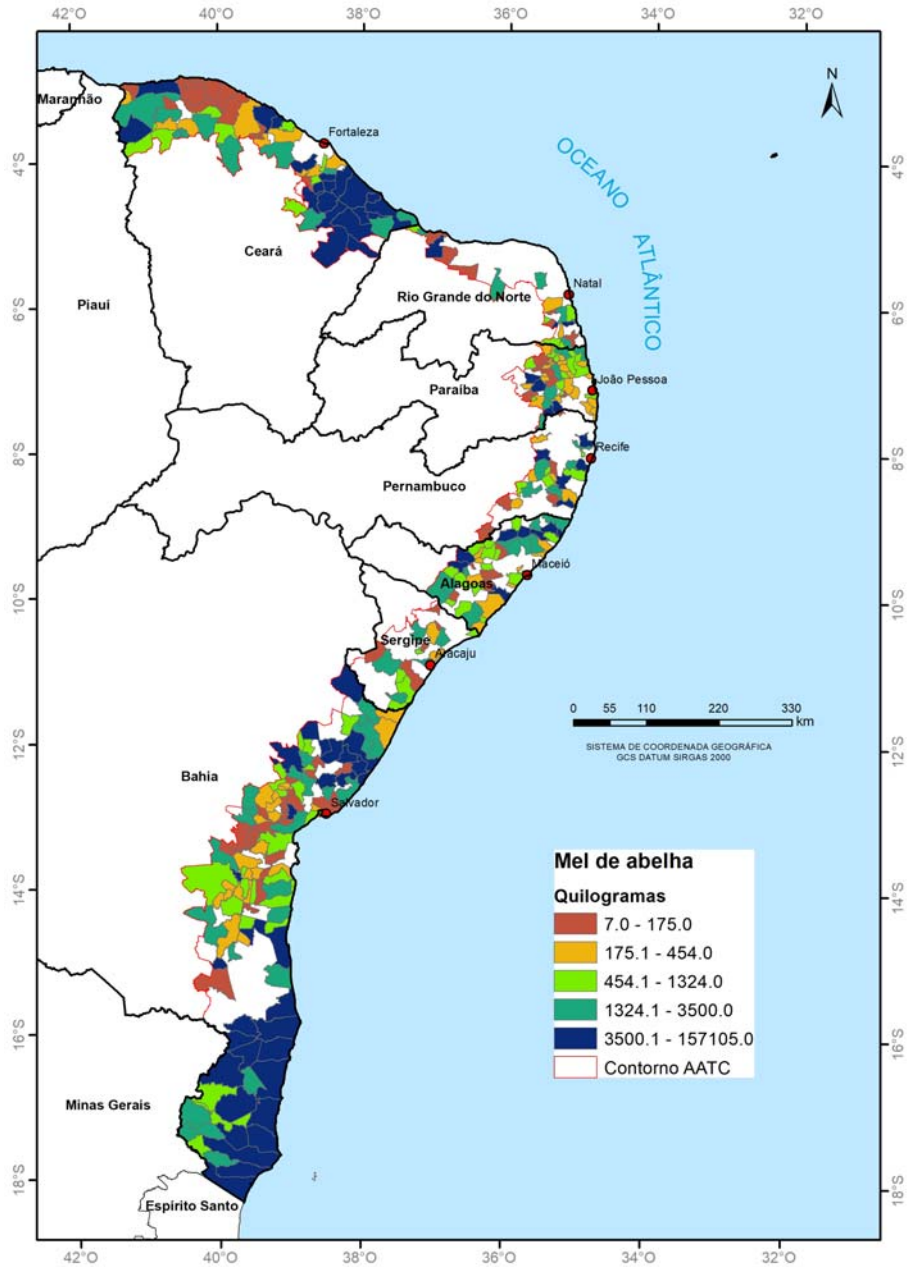 42°O 40°O 38°O 36°O 34°O 32°O
Maranhão
N
Fortaleza
OCEANO
ATLÂNTICO
4°S 4°S
Ceará
Piauí
Rio Grande do Norte
Natal
6°S 6°S
Paraíba
João Pessoa
Recife
8°S 8°S
Pernambuco
Maceió
Alagoas
10°S 10°S
Sergipe
Aracaju
0 55 110 220 330
km
SISTEMA DE COORDENADA GEOGRÁFICA
GCS DATUM SIRGAS 2000
12°S 12°S
Bahia
Salvador
Mel de abelha
Quilogramas
7.0 - 175.0
175.1 - 454.0
454.1 - 1324.0
1324.1 - 3500.0
3500.1 - 157105.0
Contorno AATC
14°S 14°S
16°S 16°S
Minas Gerais
18°S 18°S
Espírito Santo
42°O 40°O 38°O 36°O 34°O 32°O